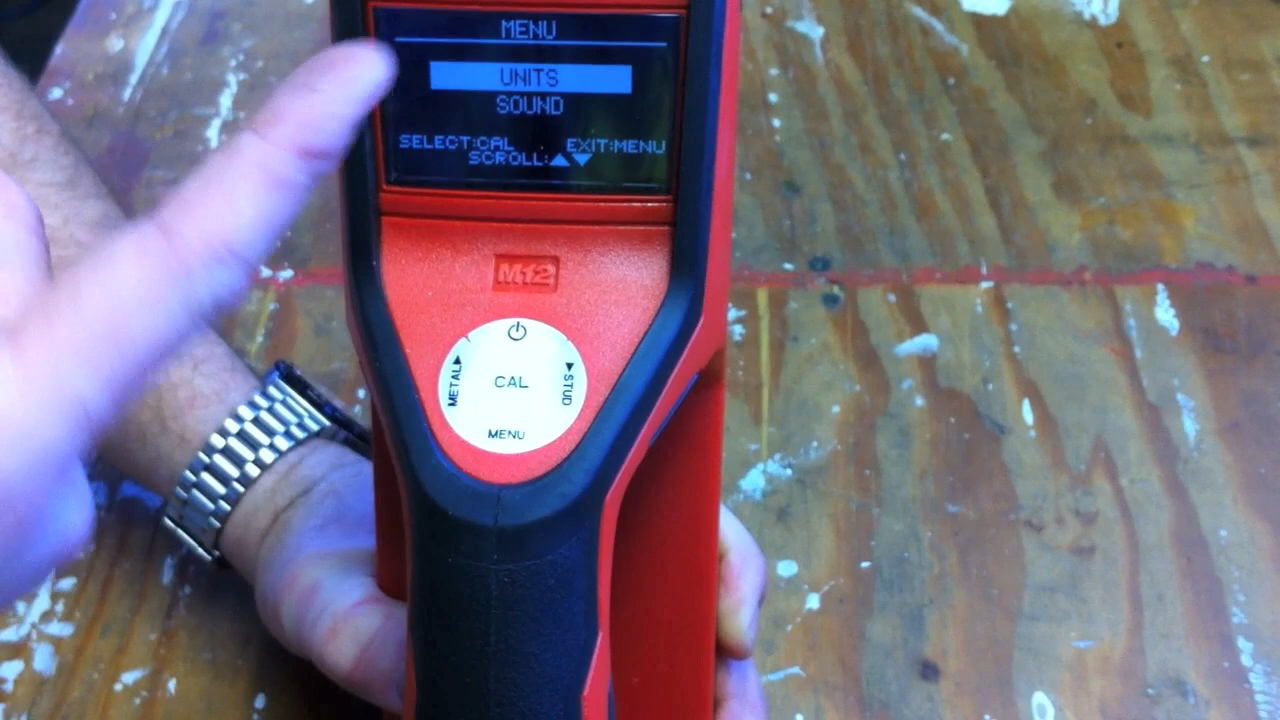 MENU
UNITS
SOUND
SELECT:CAL EXIT:MENU
SCROLL:▲▼
M12
METAL▶
CAL
▶STUD
MENU